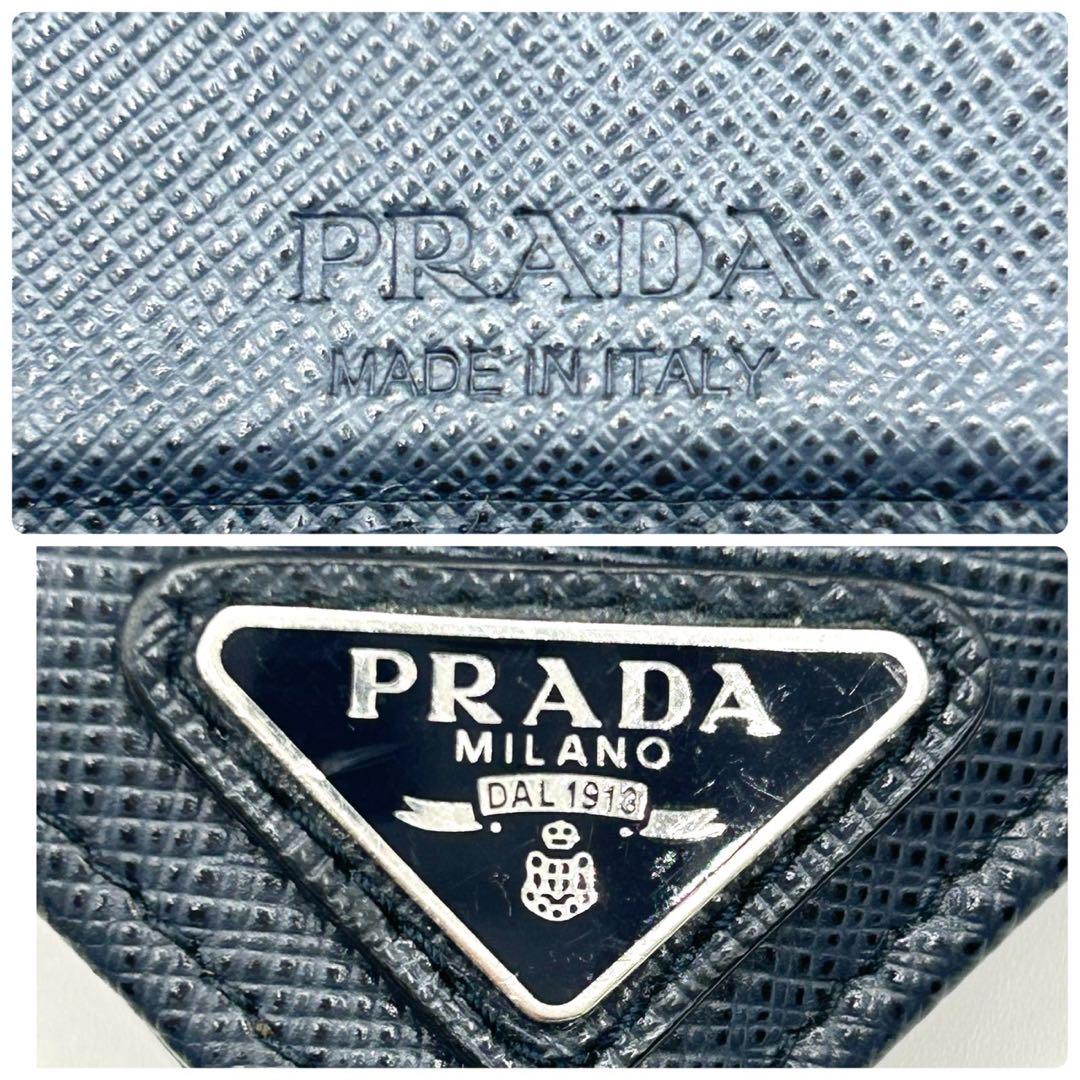 PRADA
MADE IN ITALY
PRADA
MILANO
DAL 1913